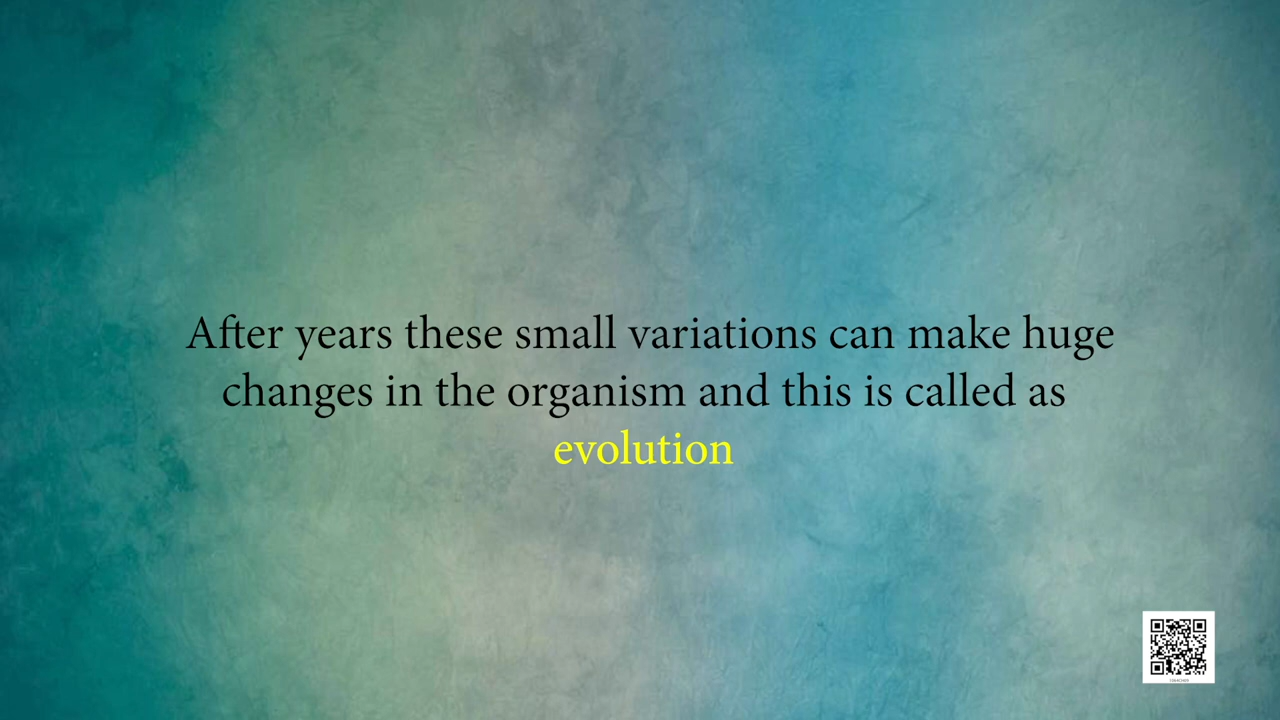 After years these small variations can make huge
changes in the organism and this is called as
evolution